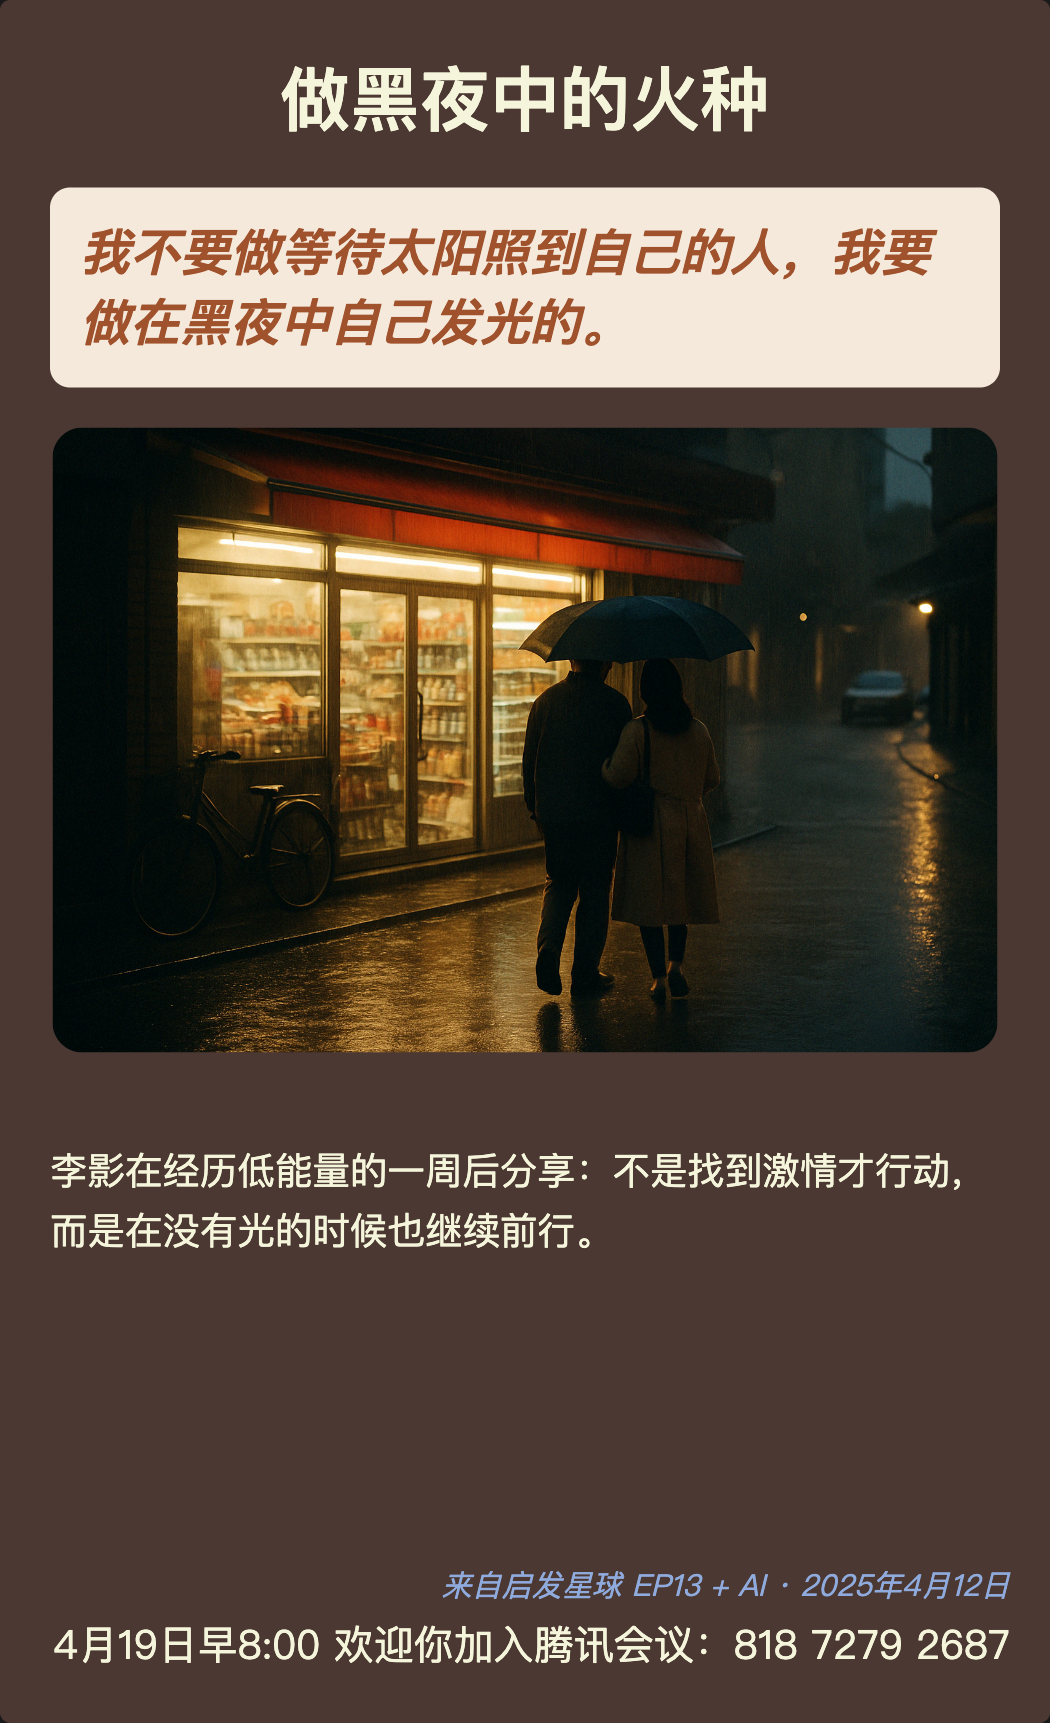 做黑夜中的火种
我不要做等待太阳照到自己的人，我要
做在黑夜中自己发光的。
李影在经历低能量的一周后分享：不是找到激情才行动，
而是在没有光的时候也继续前行。
来自启发星球 EP13 + AI · 2025年4月12日
4月19日早8:00 欢迎你加入腾讯会议：818 7279 2687